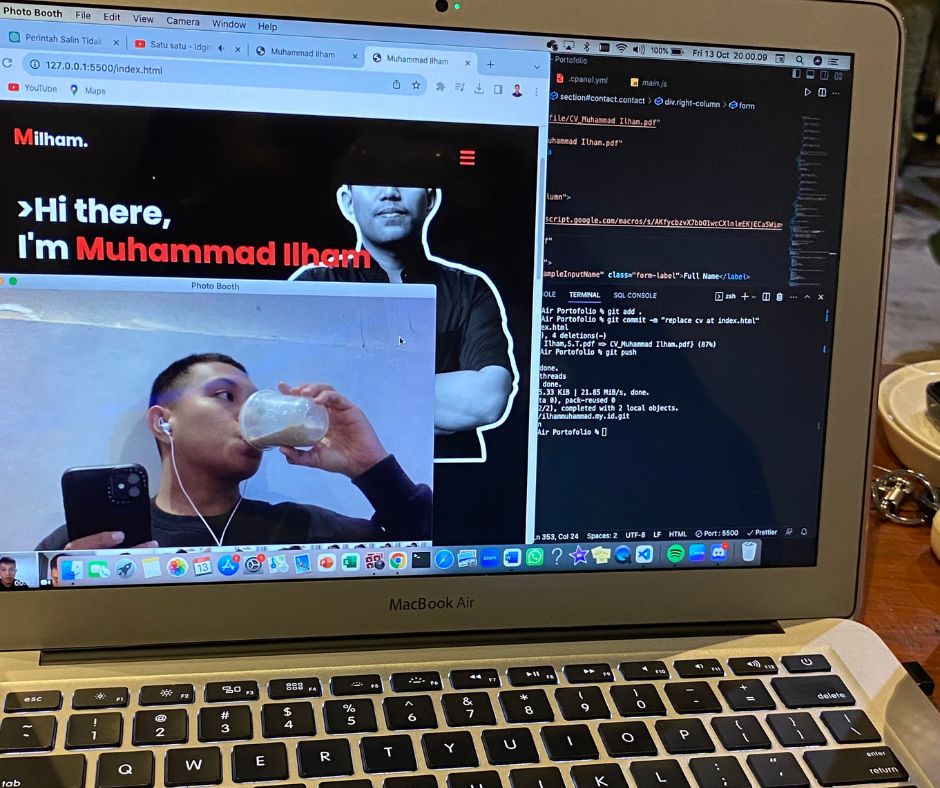 Photo Booth File Edit View Camera Window Help
100% Fri 13 Oct 20.00.09
Perintah Salin Tidak
Satu satu - Idgit
Muhammad Ilham
Muhammad Ilham
127.0.0.1:5500/index.html
YouTube Maps
Milham.
>Hi there,
I'm Muhammad Ilham
Photo Booth
- Portofolio
.cpanel.yml
main.js
section#contact.contact > div.right-column > form
file/CV_Muhammad Ilham.pdf"
uhammad Ilham.pdf"
lumn">
">
ampleInputName" class="form-label">Full Name</label>
OLE TERMINAL SQL CONSOLE
zsh
Air Portofolio % git add .
Air Portofolio % git commit -m "replace cv at index.html"
ex.html
), 4 deletions(-)
Ilham,S.T.pdf => CV_Muhammad Ilham.pdf} (87%)
Air Portofolio % git push
done.
threads
done.
5.33 KiB | 21.85 MiB/s, done.
ta 0), pack-reused 0
2/2), completed with 2 local objects.
/ilhammuhammad.my.id.git
n
Air Portofolio %
Ln 353, Col 24 Spaces: 2 UTF-8 LF HTML Port: 5500 Prettier
13
zoom
MacBook Air
esc F1 F2 F3 F4 F5 F6 F7 F8 F9 F10 F11 F12
~ ! 1 @ 2 # 3 $ 4 % 5 ^ 6 & 7 * 8 ( 9 ) 0 _ - + = delete
tab Q W E R T Y U I O P { [ } ] | \
J K L : ; " ' enter return